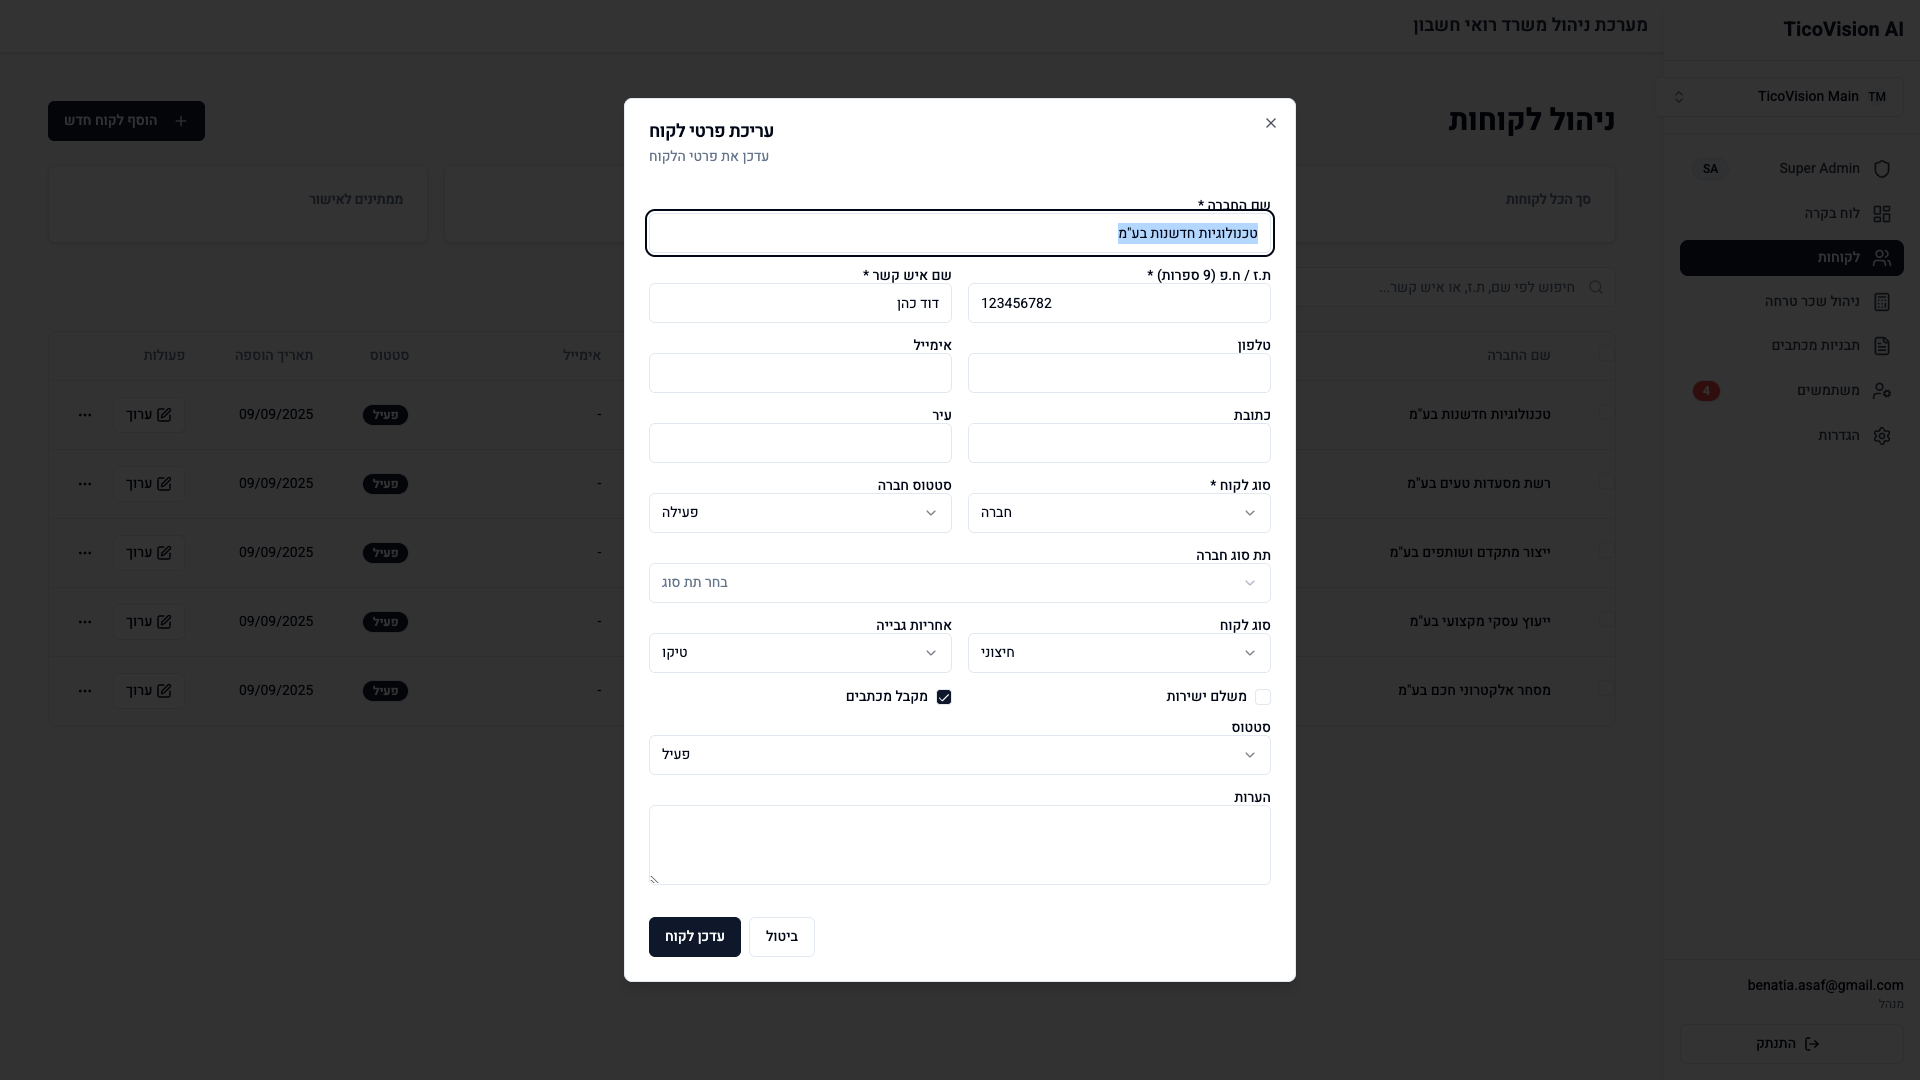 TicoVision AI
מערכת ניהול משרד רואי חשבון
TM TicoVision Main
Super Admin SA
לוח בקרה
לקוחות
ניהול שכר טרחה
תבניות מכתבים
משתמשים 4
הגדרות
benatia.asaf@gmail.com
מנהל
התנתק
ניהול לקוחות
הוסף לקוח חדש
סך הכל לקוחות
ממתינים לאישור
חיפוש לפי שם, ת.ז, או איש קשר...
שם החברה אימייל סטטוס תאריך הוספה פעולות
טכנולוגיות חדשנות בע"מ - פעיל 09/09/2025 ערוך
רשת מסעדות טעים בע"מ - פעיל 09/09/2025 ערוך
ייצור מתקדם ושותפים בע"מ - פעיל 09/09/2025 ערוך
ייעוץ עסקי מקצועי בע"מ - פעיל 09/09/2025 ערוך
מסחר אלקטרוני חכם בע"מ - פעיל 09/09/2025 ערוך
עריכת פרטי לקוח
עדכן את פרטי הלקוח
שם החברה *
טכנולוגיות חדשנות בע"מ
ת.ז / ח.פ (9 ספרות) * שם איש קשר *
123456782 דוד כהן
טלפון אימייל
כתובת עיר
סוג לקוח * סטטוס חברה
חברה פעילה
תת סוג חברה
בחר תת סוג
סוג לקוח אחריות גבייה
חיצוני טיקו
משלם ישירות מקבל מכתבים
סטטוס
פעיל
הערות
ביטול עדכן לקוח